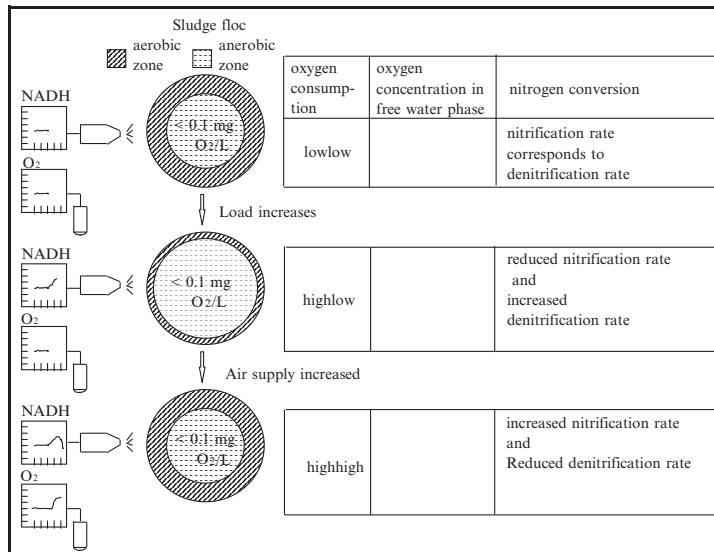 Sludge floc
aerobic zone
anerobic zone
oxygen consump- tion
oxygen concentration in free water phase
nitrogen conversion
NADH
< 0.1 mg
O2/L
O2
lowlow
nitrification rate
corresponds to
denitrification rate
Load increases
NADH
< 0.1 mg
O2/L
O2
highlow
reduced nitrification rate
and
increased
denitrification rate
Air supply increased
NADH
< 0.1 mg
O2/L
O2
highhigh
increased nitrification rate
and
Reduced denitrification rate